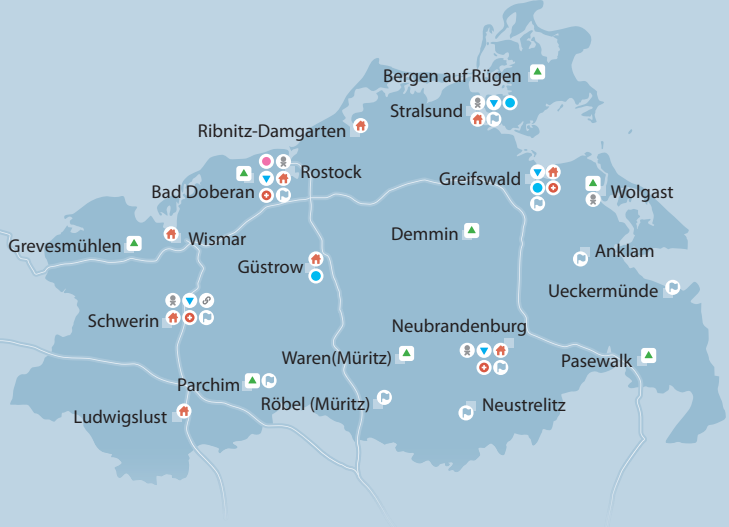 Bergen auf Rügen
Stralsund
Ribnitz-Damgarten
Rostock
Greifswald
Bad Doberan
Wolgast
Demmin
Wismar
Grevesmühlen
Anklam
Güstrow
Ueckermünde
Schwerin
Neubrandenburg
Waren(Müritz)
Pasewalk
Parchim
Röbel (Müritz)
Neustrelitz
Ludwigslust